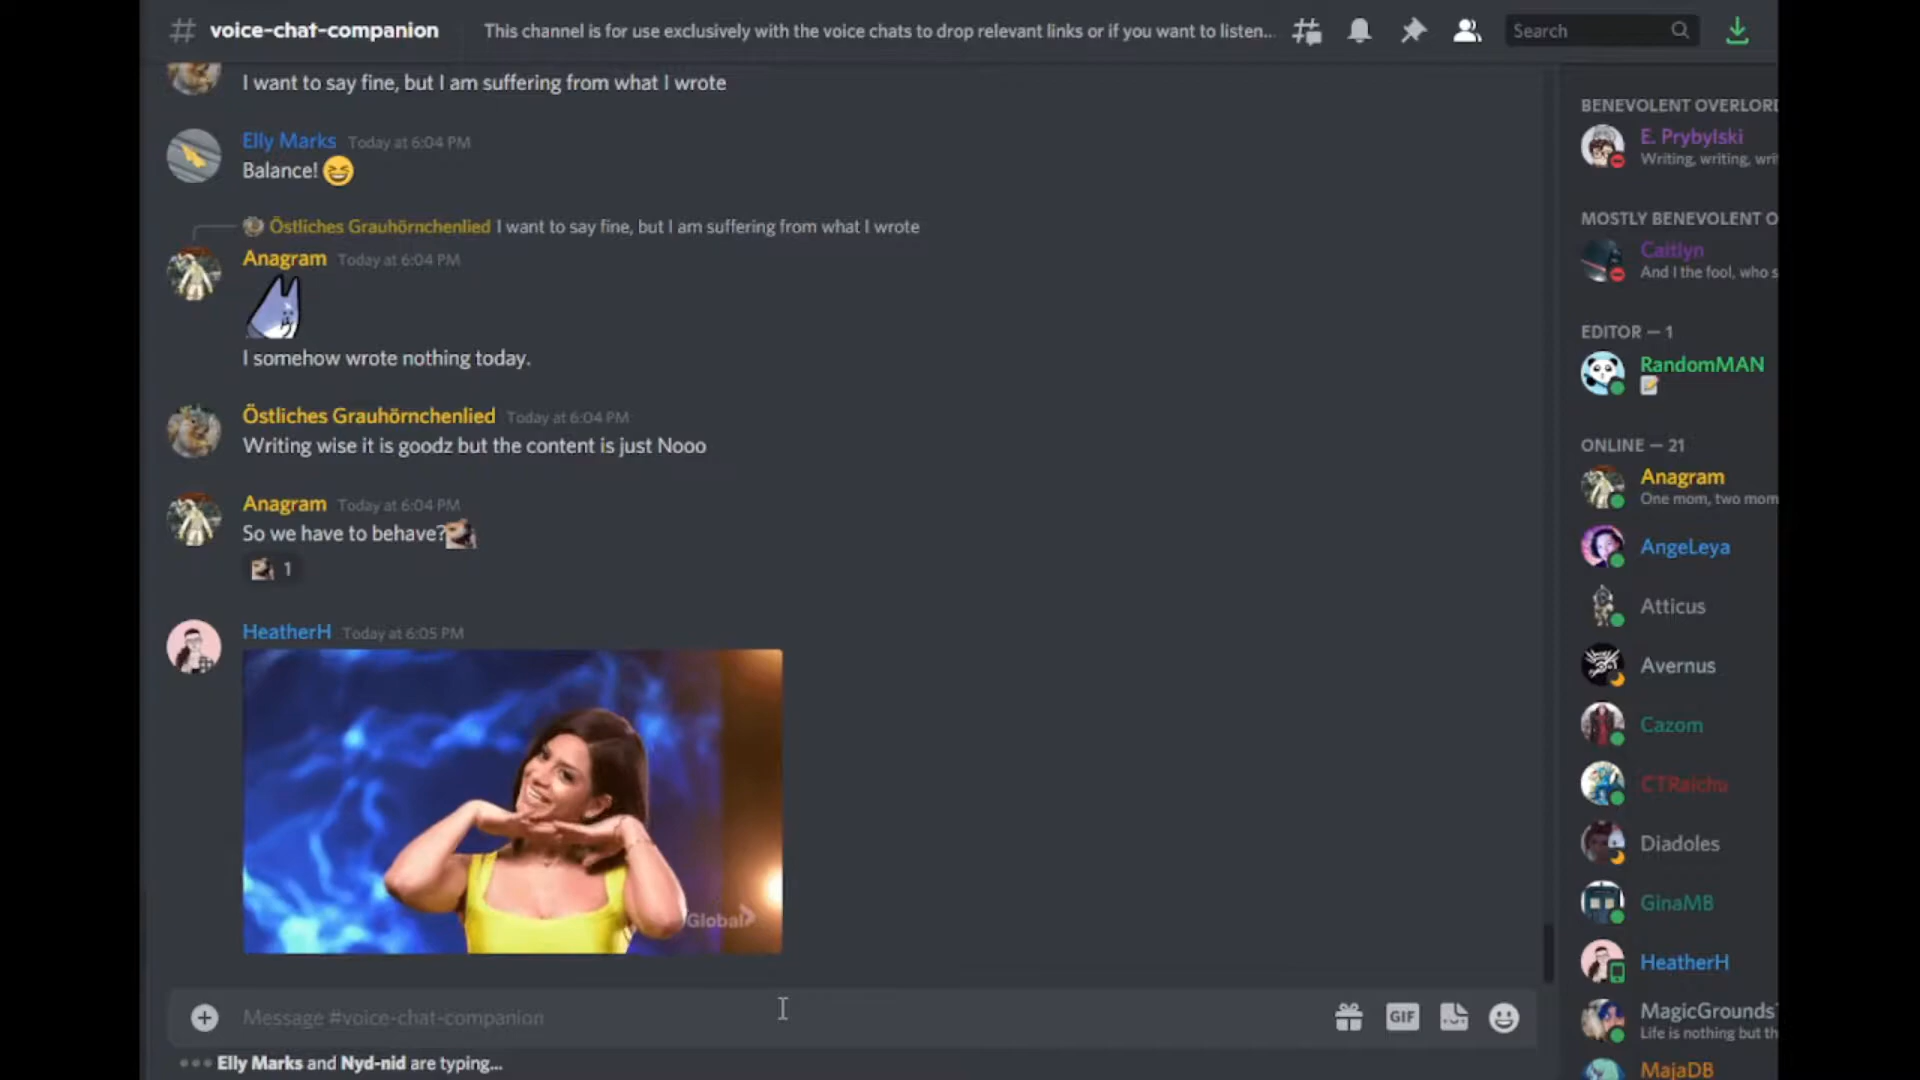 voice-chat-companion
This channel is for use exclusively with the voice chats to drop relevant links or if you want to listen...
Search
I want to say fine, but I am suffering from what I wrote
Elly Marks Today at 6:04 PM
Balance!
Östliches Grauhörnchenlied I want to say fine, but I am suffering from what I wrote
Anagram Today at 6:04 PM
I somehow wrote nothing today.
Östliches Grauhörnchenlied Today at 6:04 PM
Writing wise it is goodz but the content is just Nooo
Anagram Today at 6:04 PM
So we have to behave?
1
HeatherH Today at 6:05 PM
Global
Message #voice-chat-companion
GIF
Elly Marks and Nyd-nid are typing...
BENEVOLENT OVERLORD
E. Prybylski
Writing, writing, wri
MOSTLY BENEVOLENT O
Caitlyn
And I the fool, who s
EDITOR — 1
RandomMAN
ONLINE — 21
Anagram
One mom, two mom
AngeLeya
Atticus
Avernus
Cazom
CTRaichu
Diadoles
GinaMB
HeatherH
MagicGrounds
Life is nothing but th
MajaDB